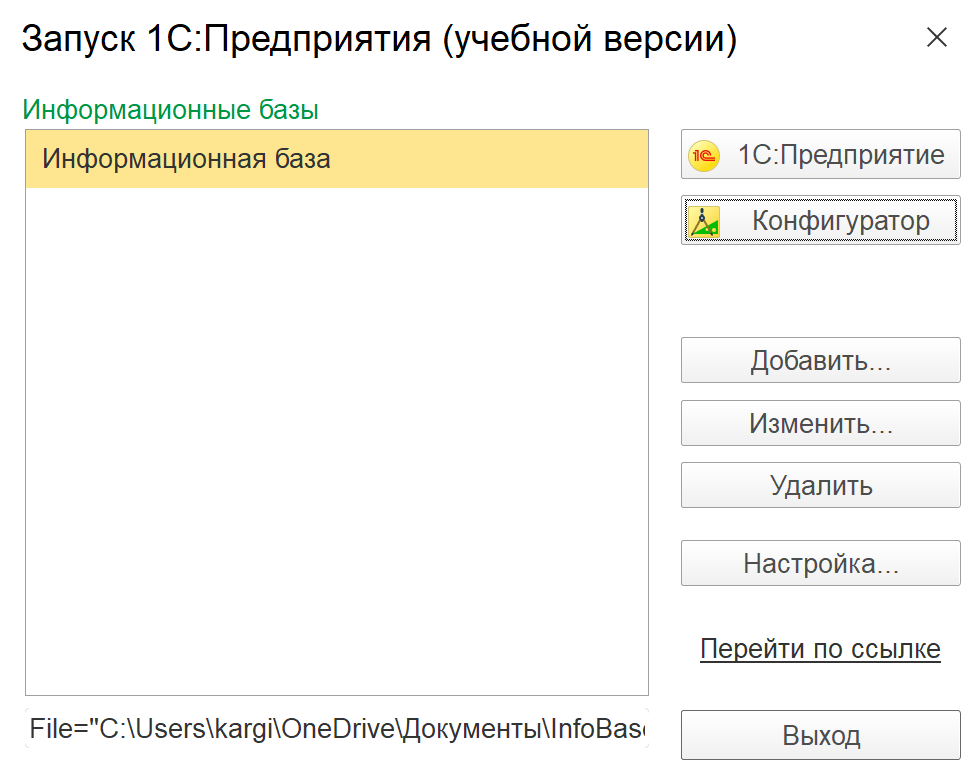 Запуск 1С:Предприятия (учебной версии)
Информационные базы
Информационная база
1С:Предприятие
Конфигуратор
Добавить...
Изменить...
Удалить
Настройка...
Перейти по ссылке
File="C:\Users\kargi\OneDrive\Документы\InfoBase
Выход